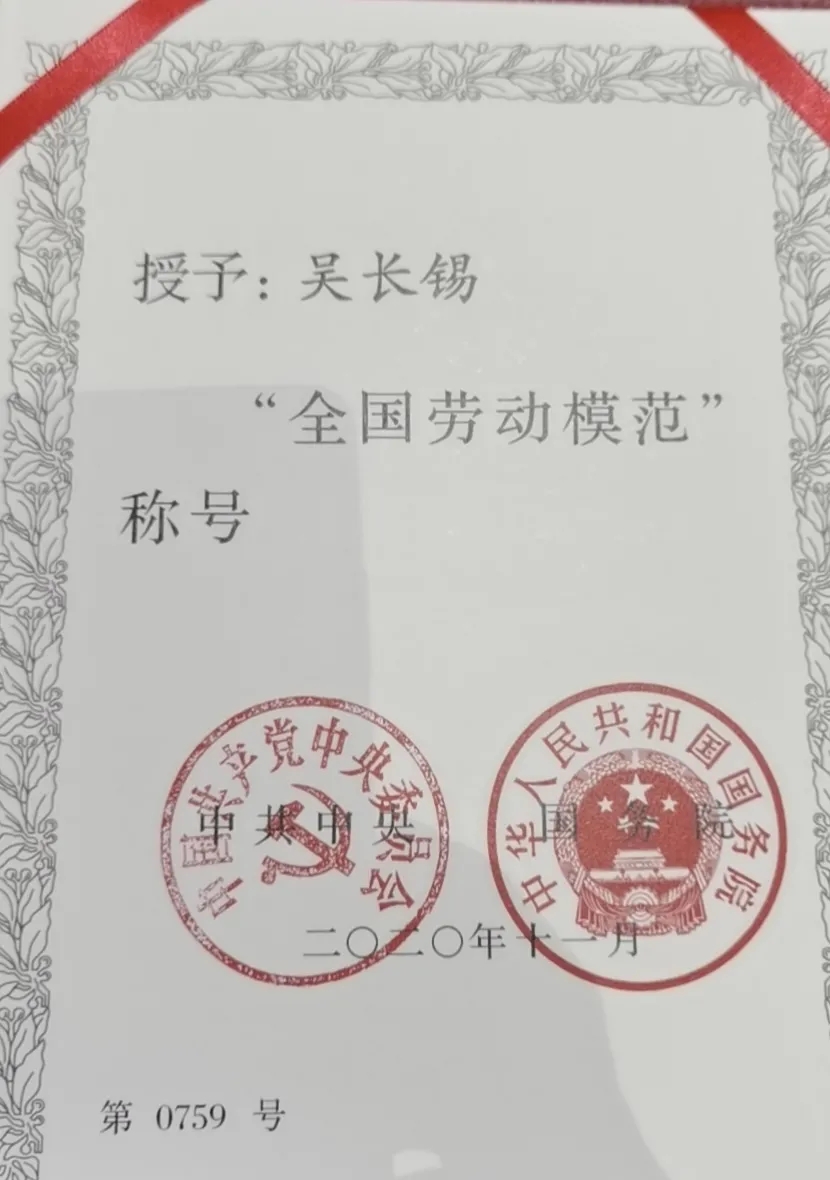 授予：吴长锡
“全国劳动模范”
称号
中国共产党中央委员会
中共中央
中华人民共和国国务院
国务院
二〇二〇年十一月
第 0759 号